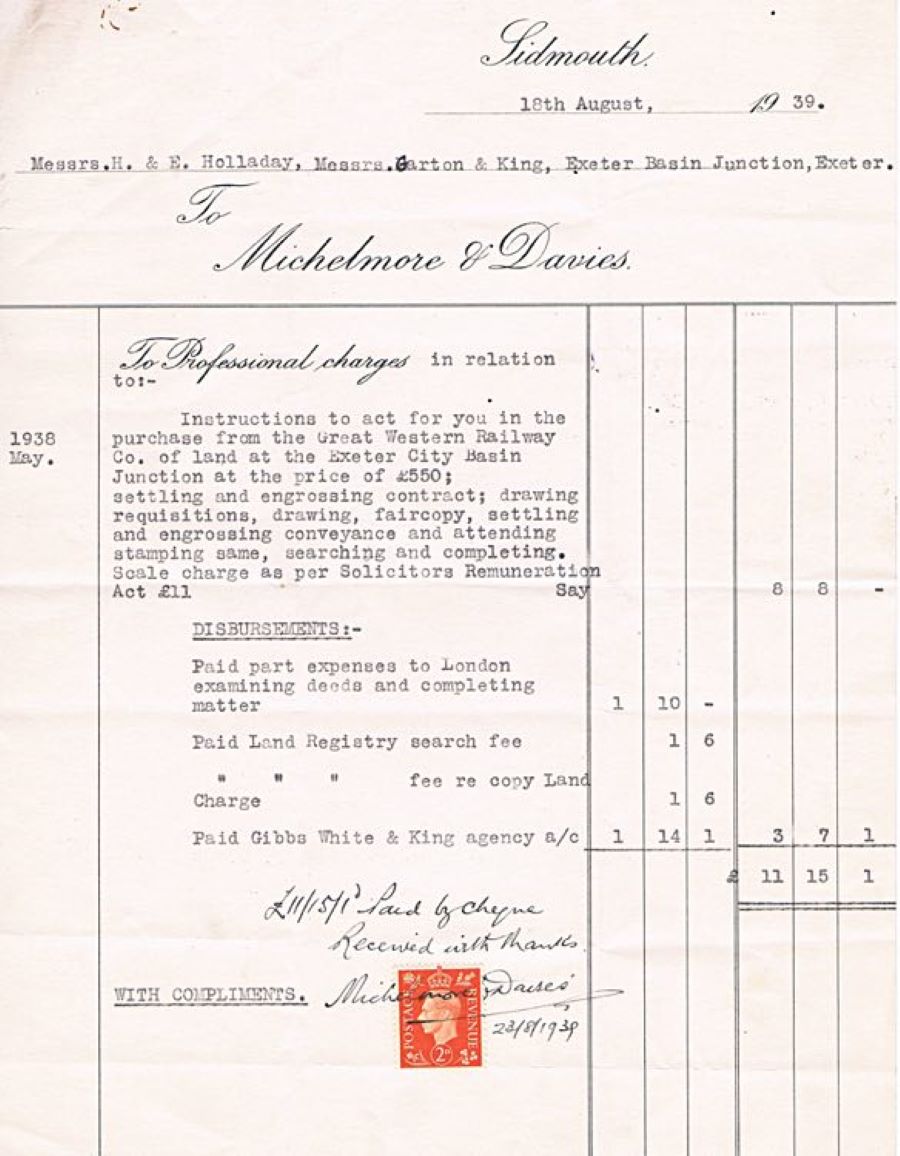 Sidmouth.
18th August, 19 39.
Messrs.H. & E. Holladay, Messrs.Garton & King, Exeter Basin Junction,Exeter.
To
Michelmore & Davies.
To Professional charges in relation
to:-
Instructions to act for you in the
1938 purchase from the Great Western Railway
May. Co. of land at the Exeter City Basin
Junction at the price of £550;
settling and engrossing contract; drawing
requisitions, drawing, faircopy, settling
and engrossing conveyance and attending
stamping same, searching and completing.
Scale charge as per Solicitors Remuneration
Act £11 Say 8 8 -
DISBURSEMENTS:-
Paid part expenses to London
examining deeds and completing
matter 1 10 -
Paid Land Registry search fee 1 6
" " " fee re copy Land
Charge 1 6
Paid Gibbs White & King agency a/c 1 14 1 3 7 1
£ 11 15 1
£11/15/1 Paid by cheque
Received with thanks.
WITH COMPLIMENTS. Michelmore & Davies
POSTAGE REVENUE
23/8/1939
2D